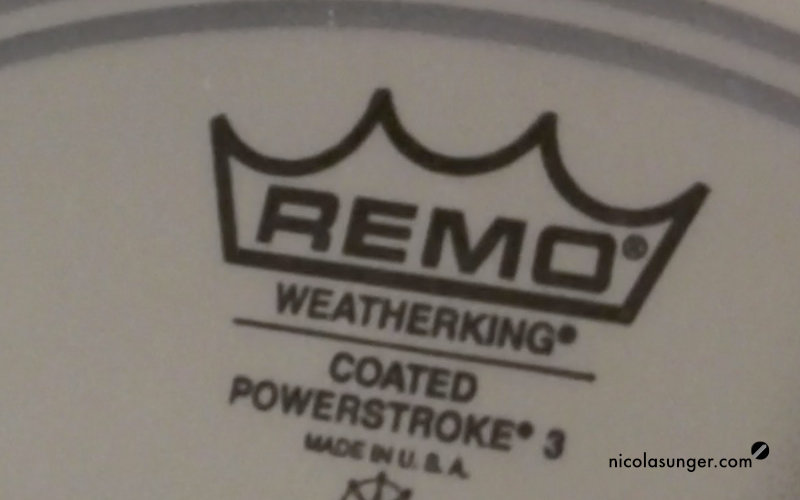 REMO®
WEATHERKING®
COATED
POWERSTROKE® 3
MADE IN U.S.A.
nicolasunger.com